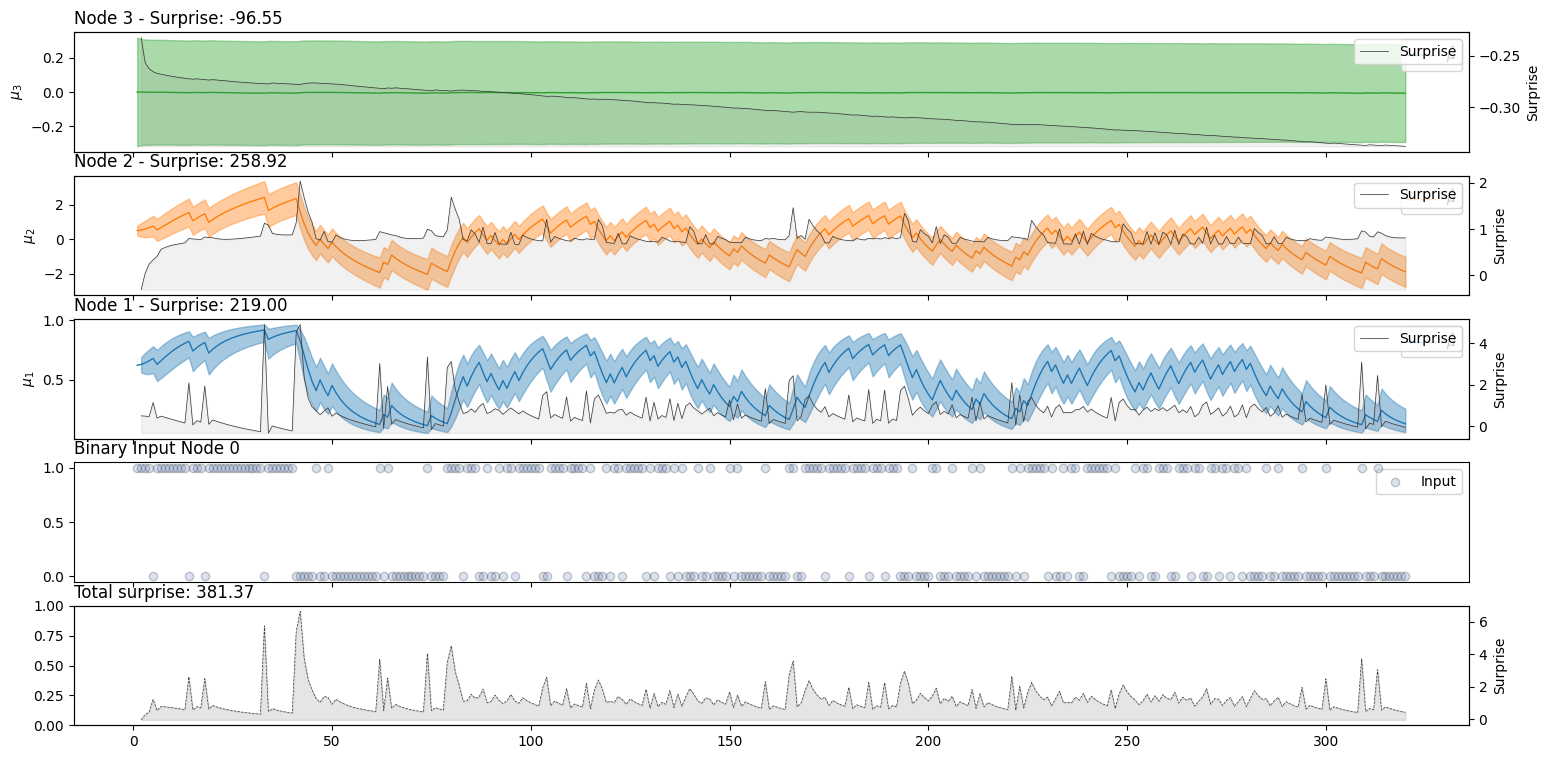 Node 3 - Surprise: -96.55
0.2
0.0
−0.2
μ3
Surprise
−0.25
−0.30
Surprise
Node 2 - Surprise: 258.92
2
0
−2
μ2
Surprise
2
1
0
Surprise
Node 1 - Surprise: 219.00
1.0
0.5
μ1
Surprise
4
2
0
Surprise
Binary Input Node 0
1.0
0.5
0.0
Input
Total surprise: 381.37
1.00
0.75
0.50
0.25
0.00
6
4
2
0
Surprise
0 50 100 150 200 250 300